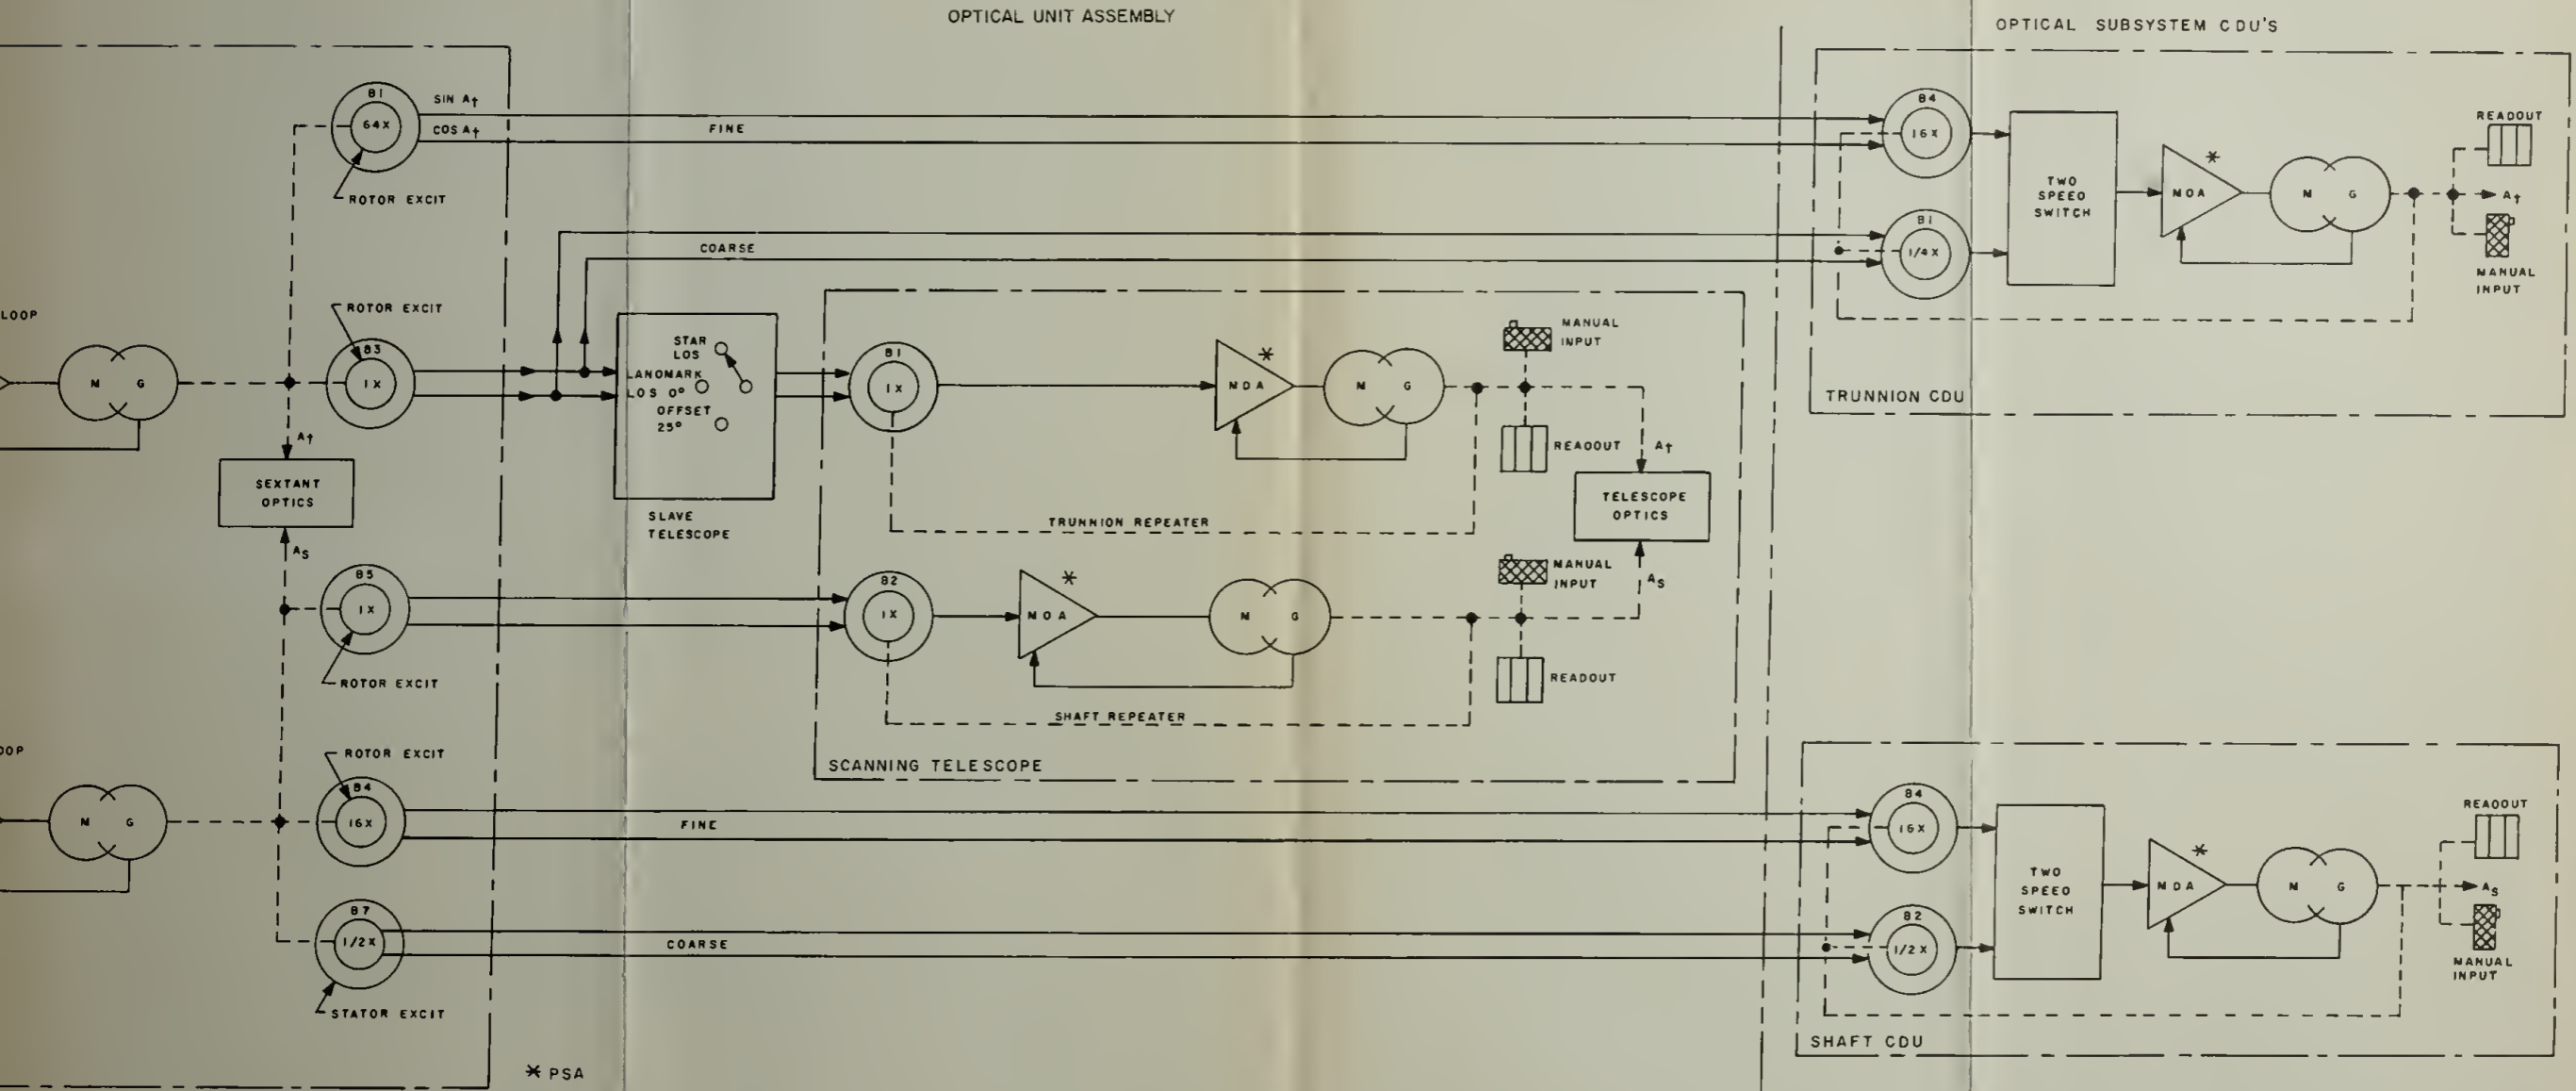 OPTICAL UNIT ASSEMBLY
OPTICAL SUBSYSTEM CDU'S
B1
64X
SIN At
COS At
FINE
ROTOR EXCIT
COARSE
ROTOR EXCIT
LOOP
M G
B3
1X
STAR
LOS
LANDMARK
LOS 0°
OFFSET
25°
SLAVE
TELESCOPE
At
SEXTANT
OPTICS
As
B5
1X
ROTOR EXCIT
B1
1X
MDA
*
M G
MANUAL
INPUT
READOUT
At
TELESCOPE
OPTICS
TRUNNION REPEATER
B2
1X
MDA
*
M G
MANUAL
INPUT
As
READOUT
SHAFT REPEATER
SCANNING TELESCOPE
B4
16X
B1
1/4X
TWO
SPEED
SWITCH
MDA
*
M G
READOUT
At
MANUAL
INPUT
TRUNNION CDU
OOP
M G
ROTOR EXCIT
B4
16X
FINE
B7
1/2X
COARSE
STATOR EXCIT
B4
16X
B2
1/2X
TWO
SPEED
SWITCH
MDA
*
M G
READOUT
As
MANUAL
INPUT
SHAFT CDU
* PSA